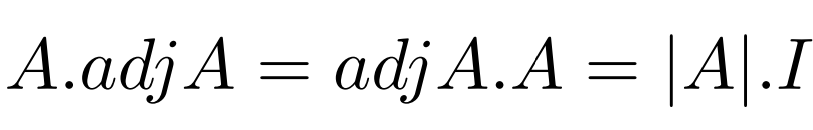 A.adjA = adjA.A = |A|.I